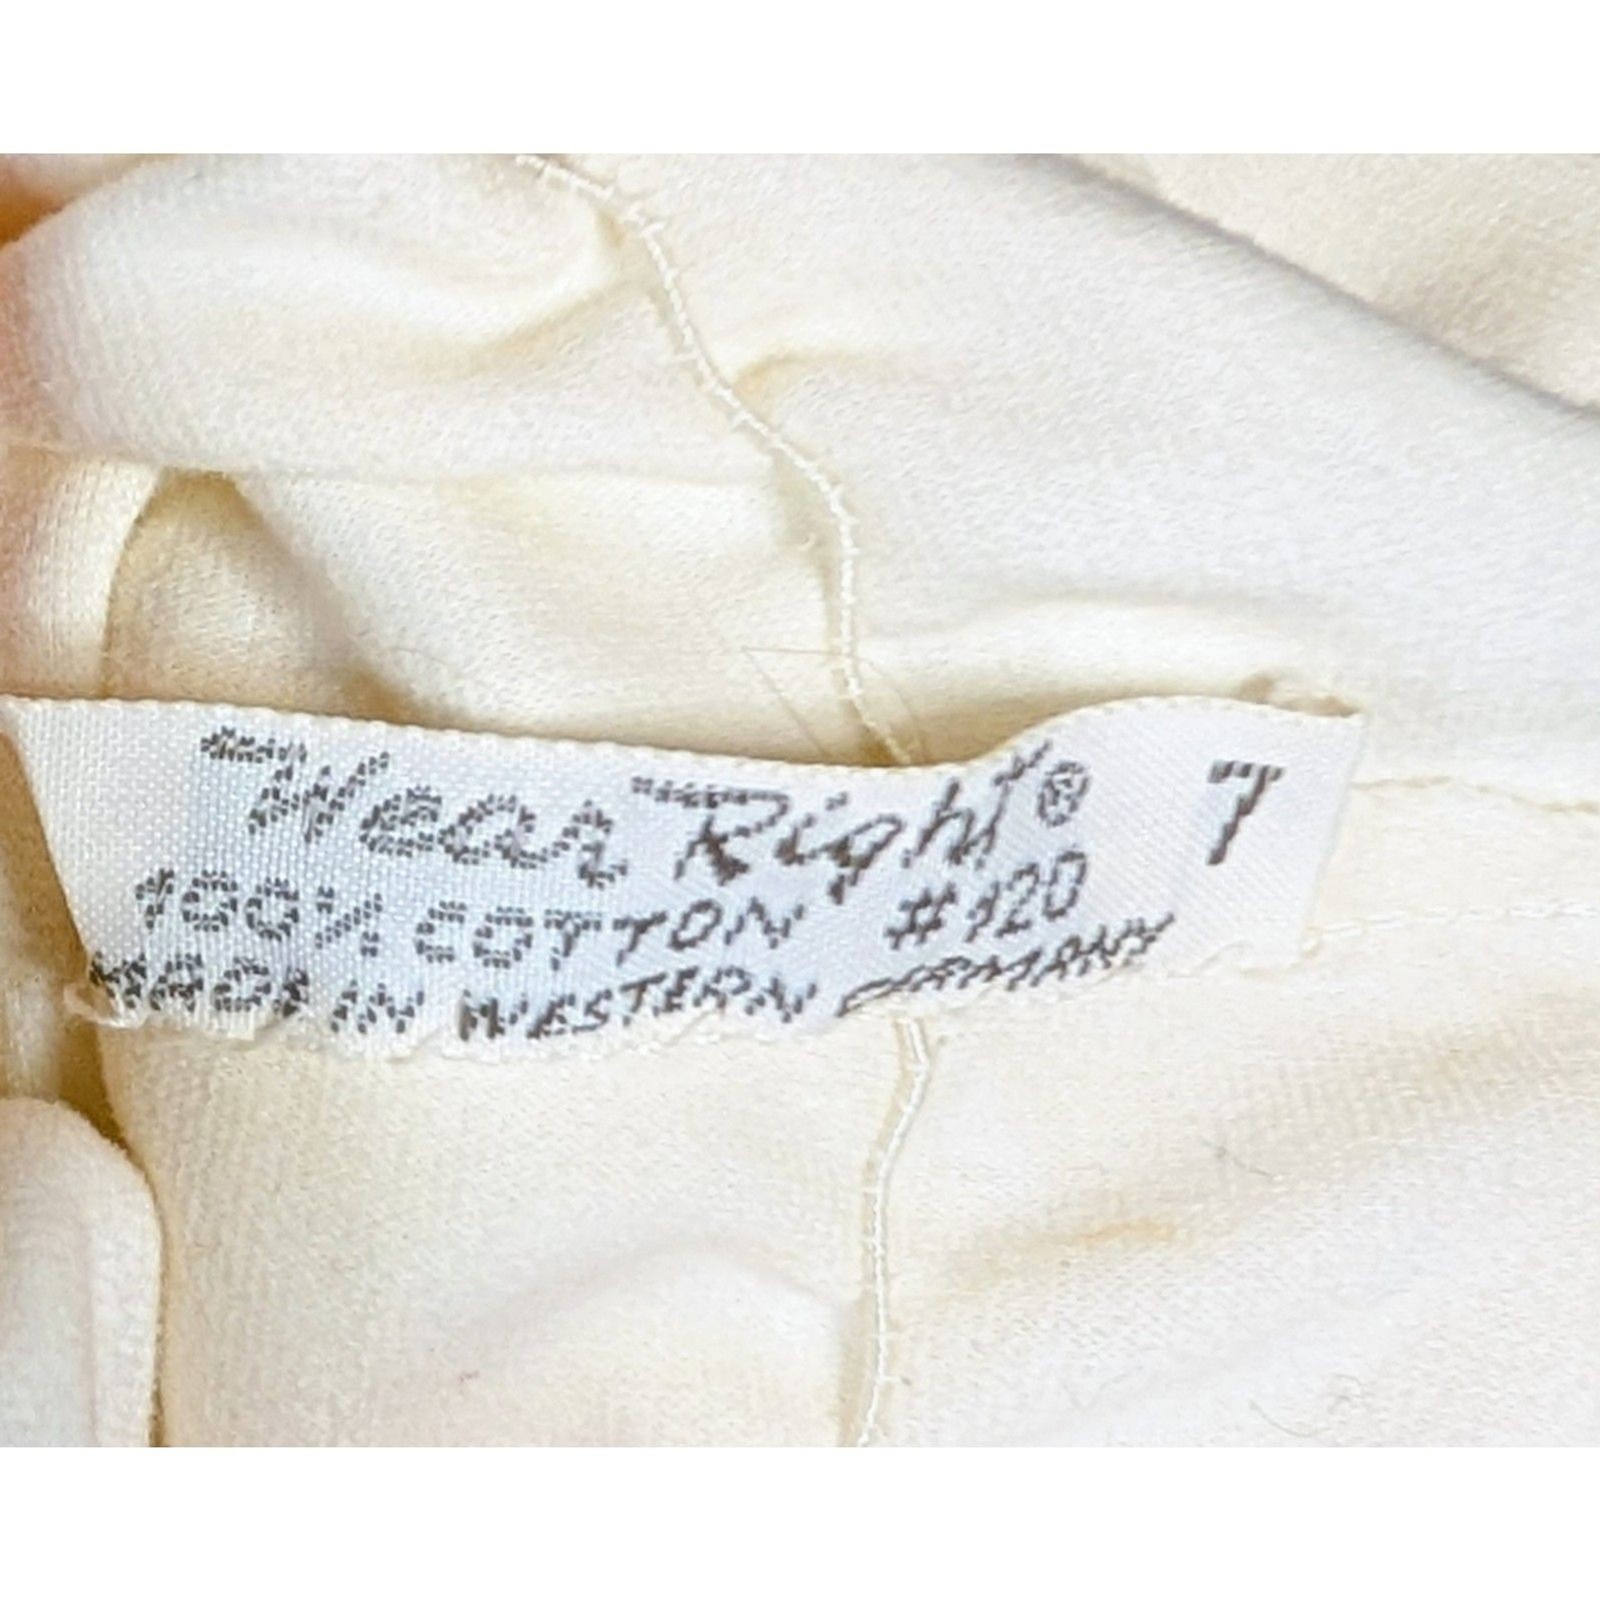 Wear Right® 7
100% COTTON #120
MADE IN WESTERN GERMANY